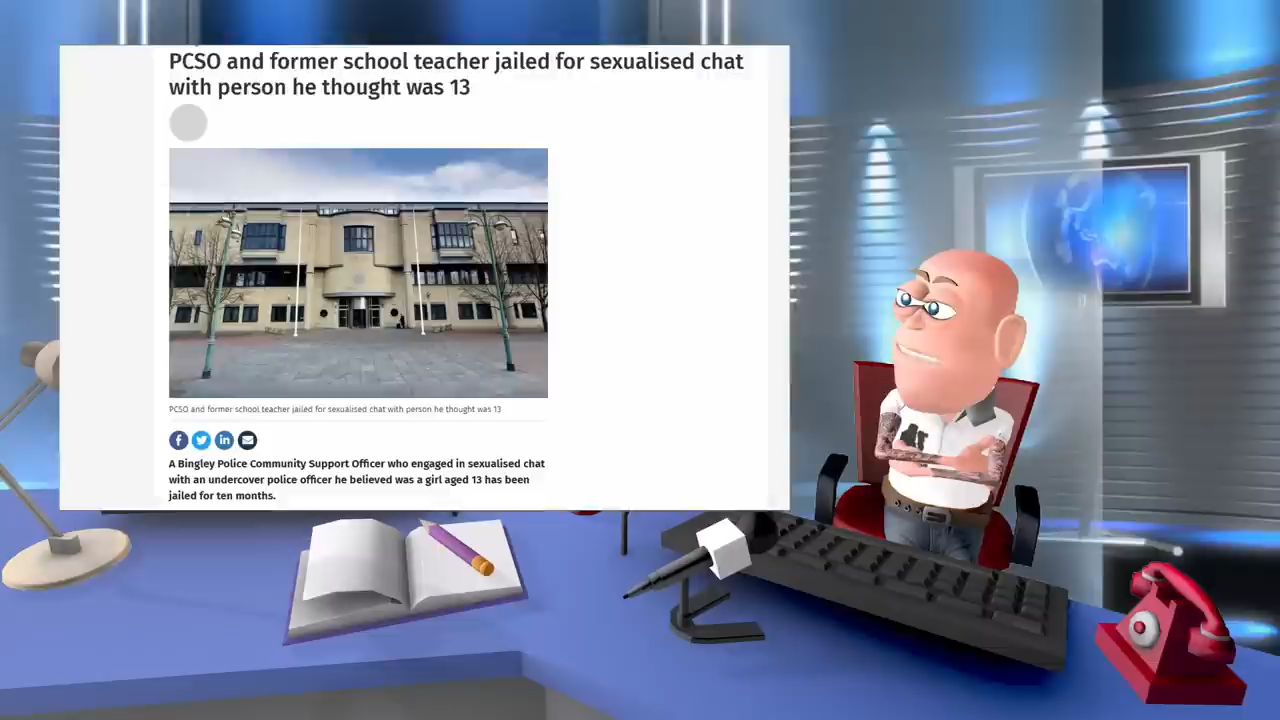 PCSO and former school teacher jailed for sexualised chat
with person he thought was 13
PCSO and former school teacher jailed for sexualised chat with person he thought was 13
A Bingley Police Community Support Officer who engaged in sexualised chat
with an undercover police officer he believed was a girl aged 13 has been
jailed for ten months.